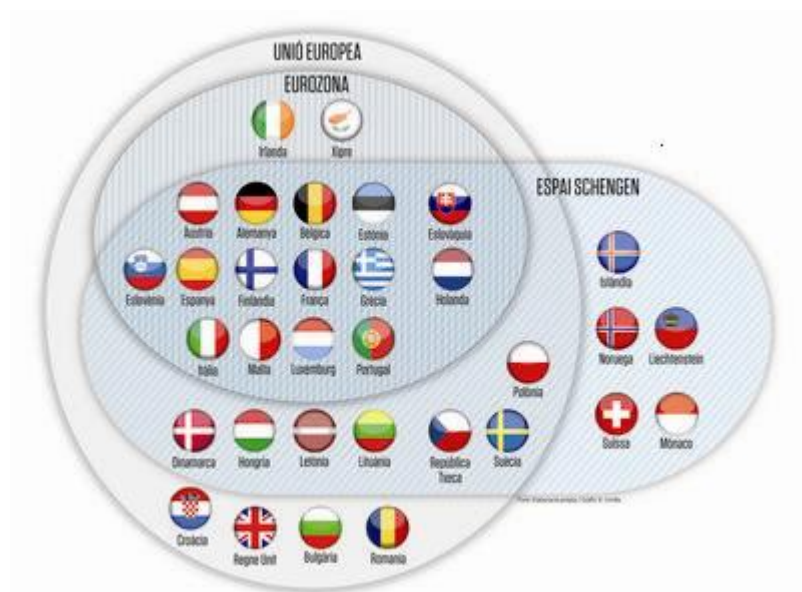 UNIÓ EUROPEA
EUROZONA
Irlanda Xipre
ESPAI SCHENGEN
Àustria Alemanya Bèlgica Estònia Eslovàquia
Eslovènia Espanya Finlàndia França Grècia Holanda
Islàndia
Itàlia Malta Luxemburg Portugal
Noruega Liechtenstein
Polònia
Suïssa Mònaco
Dinamarca Hongria Letònia Lituània República Txeca Suècia
Croàcia Regne Unit Bulgària Romania